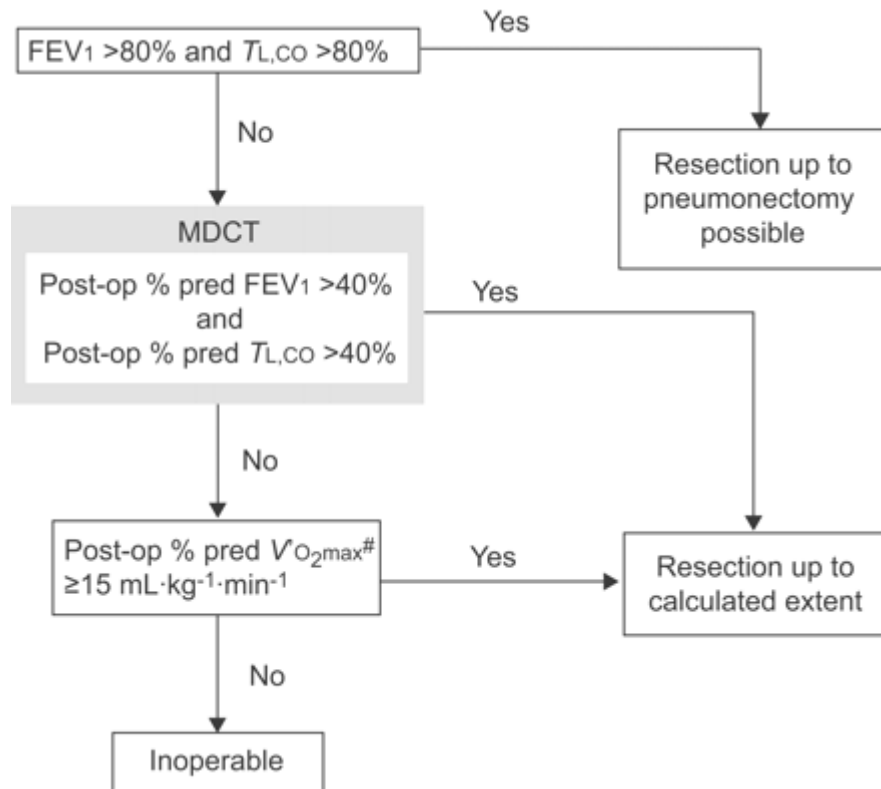 FEV1 >80% and TL,CO >80%
Yes
No
Resection up to
pneumonectomy
possible
MDCT
Post-op % pred FEV1 >40%
and
Post-op % pred TL,CO >40%
Yes
No
Post-op % pred V'O2max#
≥15 mL·kg-1·min-1
Yes
Resection up to
calculated extent
No
Inoperable